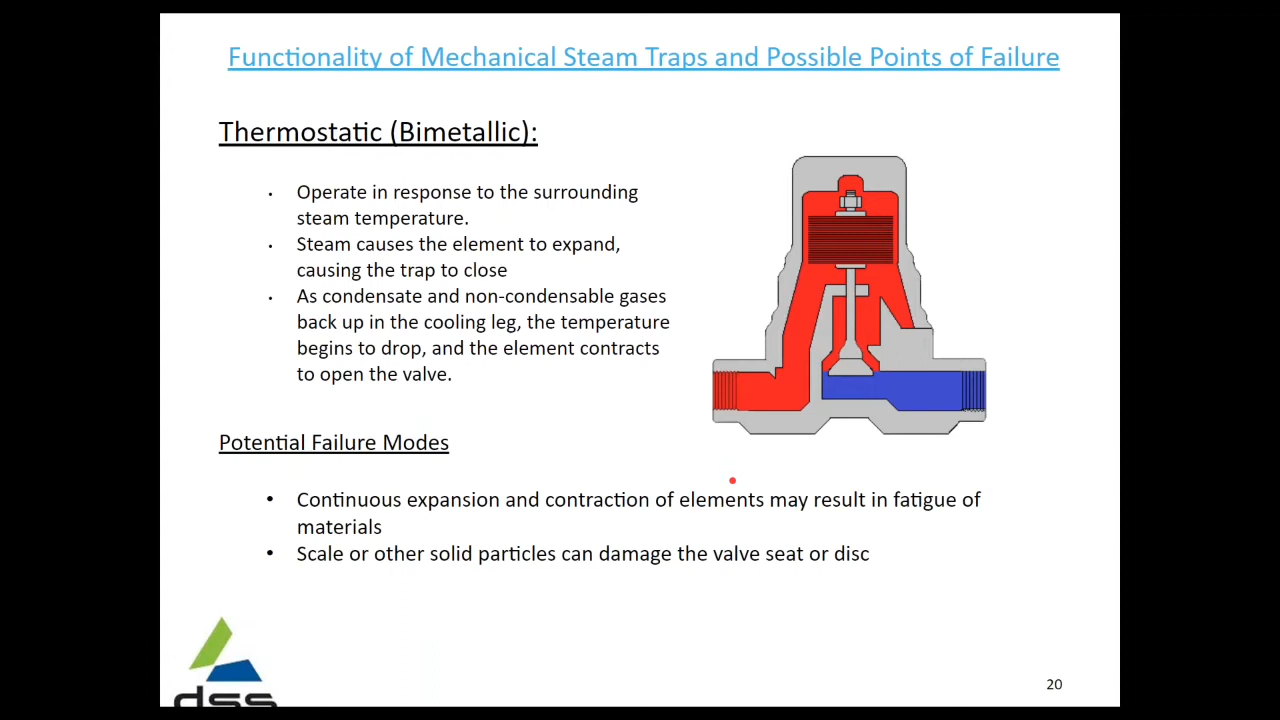 Functionality of Mechanical Steam Traps and Possible Points of Failure
Thermostatic (Bimetallic):
• Operate in response to the surrounding
steam temperature.
• Steam causes the element to expand,
causing the trap to close
• As condensate and non-condensable gases
back up in the cooling leg, the temperature
begins to drop, and the element contracts
to open the valve.
Potential Failure Modes
• Continuous expansion and contraction of elements may result in fatigue of
materials
• Scale or other solid particles can damage the valve seat or disc
dss
20